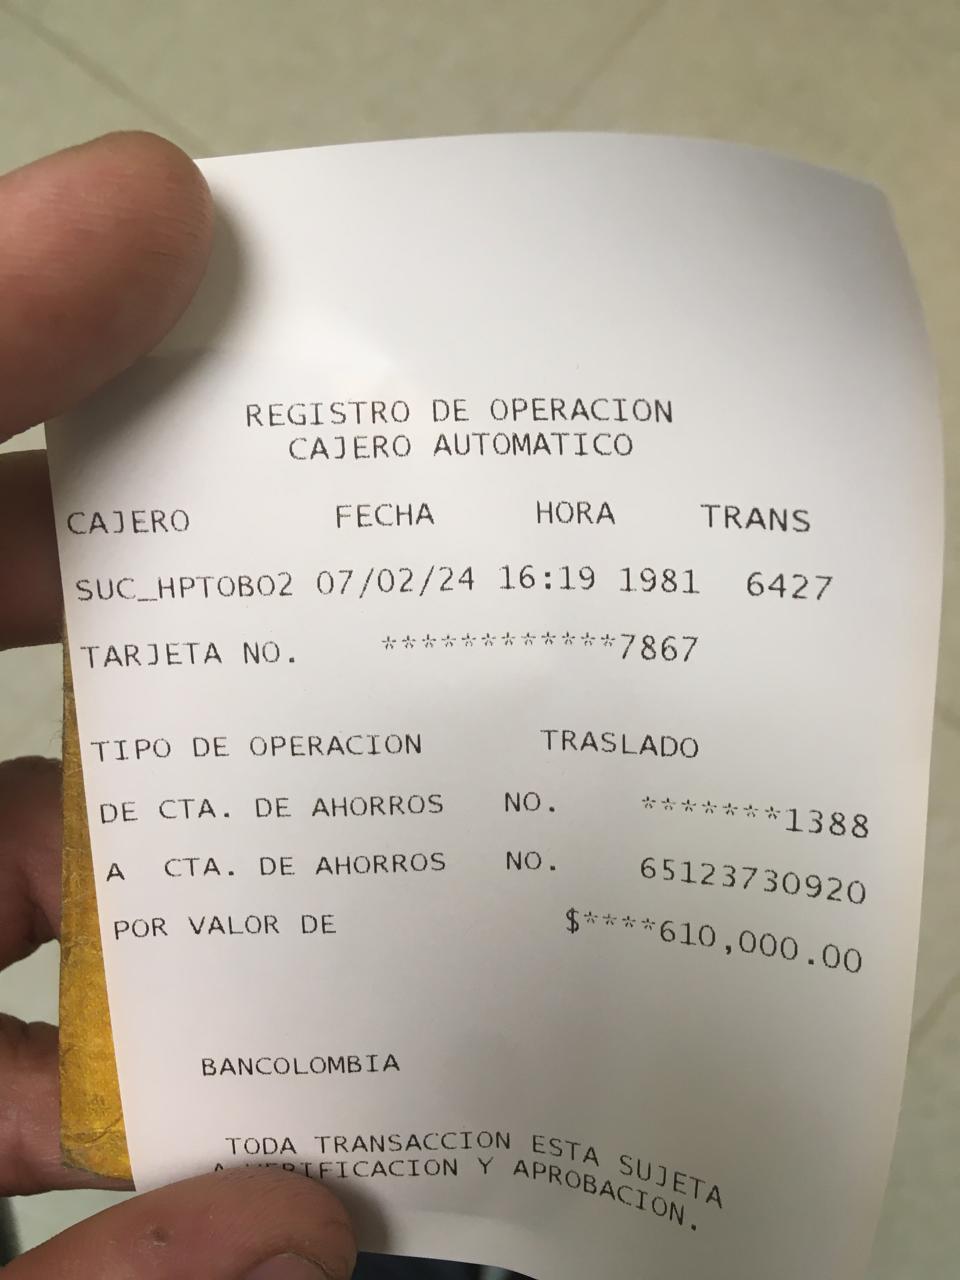 REGISTRO DE OPERACION
CAJERO AUTOMATICO
CAJERO FECHA HORA TRANS
SUC_HPTOBO2 07/02/24 16:19 1981 6427
TARJETA NO. ************7867
TIPO DE OPERACION TRASLADO
DE CTA. DE AHORROS NO. *******1388
A CTA. DE AHORROS NO. 65123730920
POR VALOR DE $****610,000.00
BANCOLOMBIA
TODA TRANSACCION ESTA SUJETA
A VERIFICACION Y APROBACION.